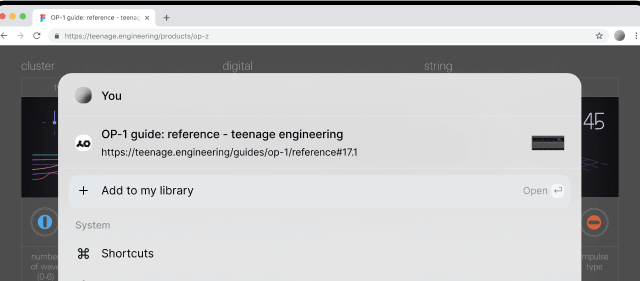 OP-1 guide: reference - teenag
https://teenage.engineering/products/op-z
cluster
digital
string
You
OP-1 guide: reference - teenage engineering
https://teenage.engineering/guides/op-1/reference#17.1
45
Add to my library
Open
System
Shortcuts
number
of wave
(0-6)
impulse
type